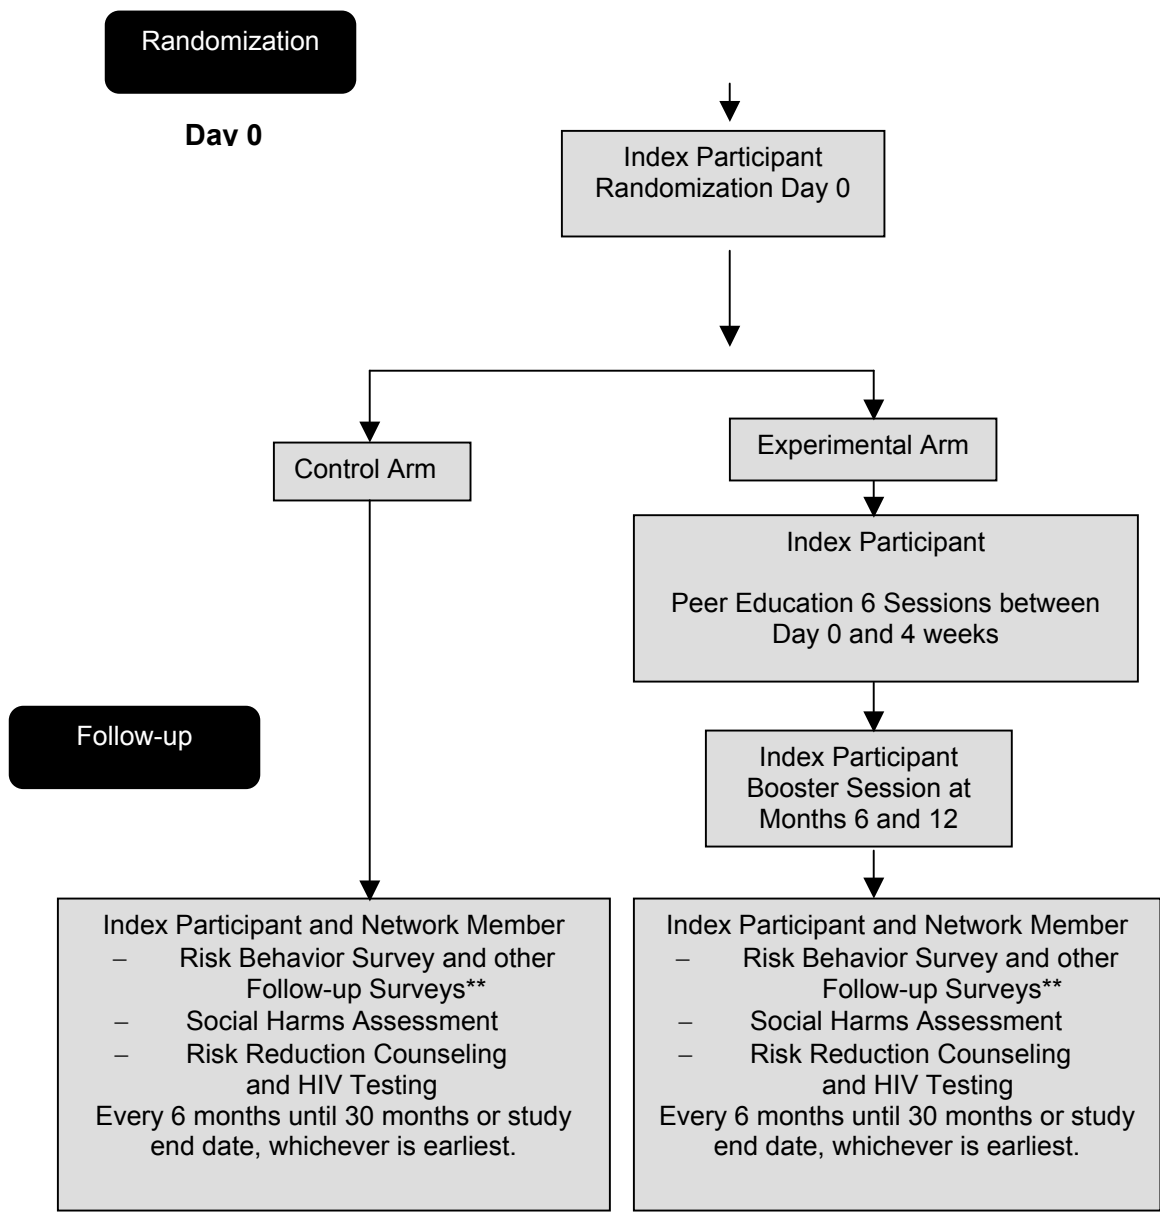 Randomization
Day 0
Index Participant
Randomization Day 0
Control Arm
Experimental Arm
Index Participant
Peer Education 6 Sessions between
Day 0 and 4 weeks
Follow-up
Index Participant
Booster Session at
Months 6 and 12
Index Participant and Network Member
– Risk Behavior Survey and other
Follow-up Surveys**
– Social Harms Assessment
– Risk Reduction Counseling
and HIV Testing
Every 6 months until 30 months or study
end date, whichever is earliest.
Index Participant and Network Member
– Risk Behavior Survey and other
Follow-up Surveys**
– Social Harms Assessment
– Risk Reduction Counseling
and HIV Testing
Every 6 months until 30 months or study
end date, whichever is earliest.